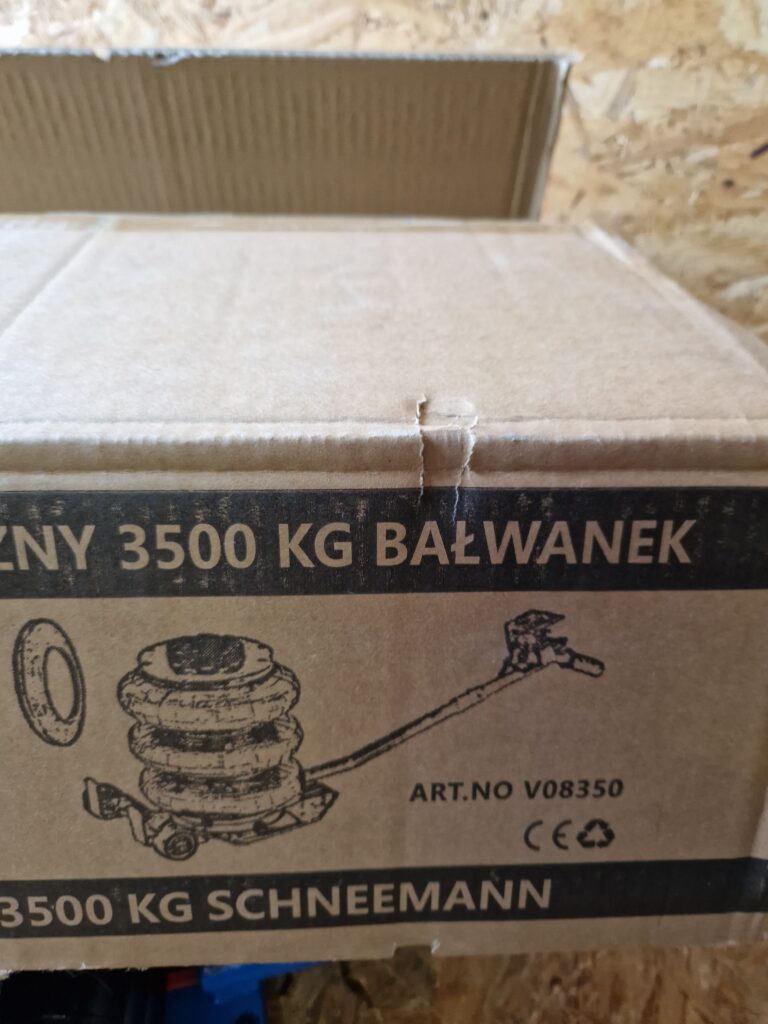 ZNY 3500 KG BAŁWANEK
ART.NO V08350
CE
3500 KG SCHNEEMANN